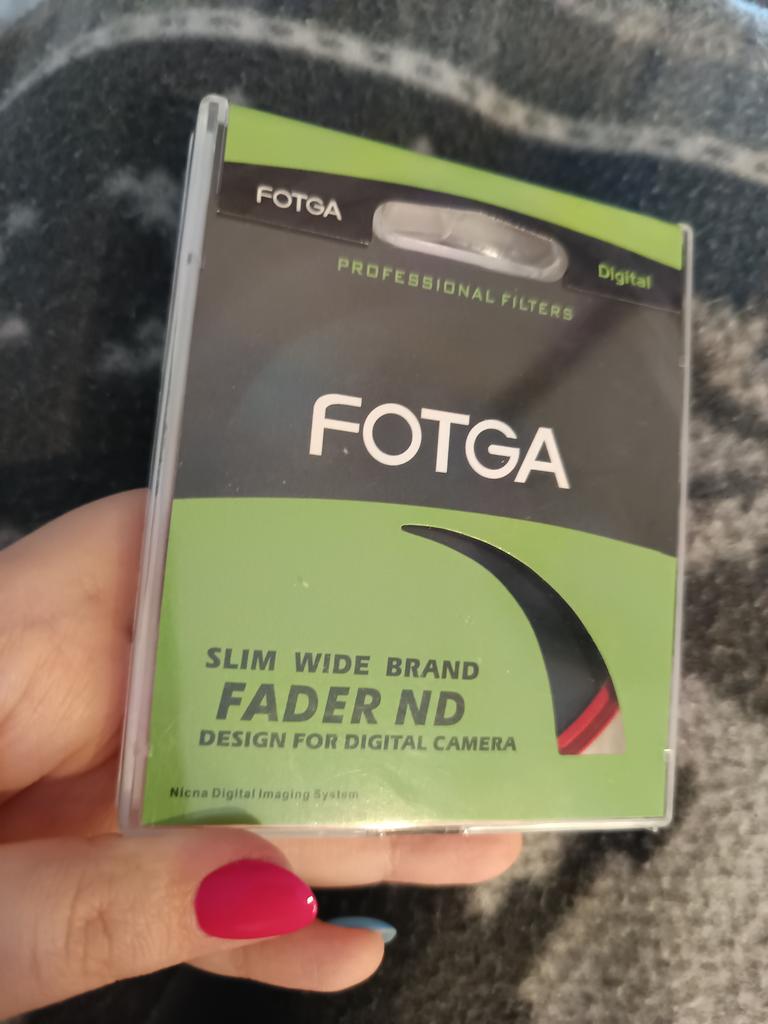 FOTGA
Digital
PROFESSIONAL FILTERS
FOTGA
SLIM WIDE BRAND
FADER ND
DESIGN FOR DIGITAL CAMERA
Nicna Digital Imaging System